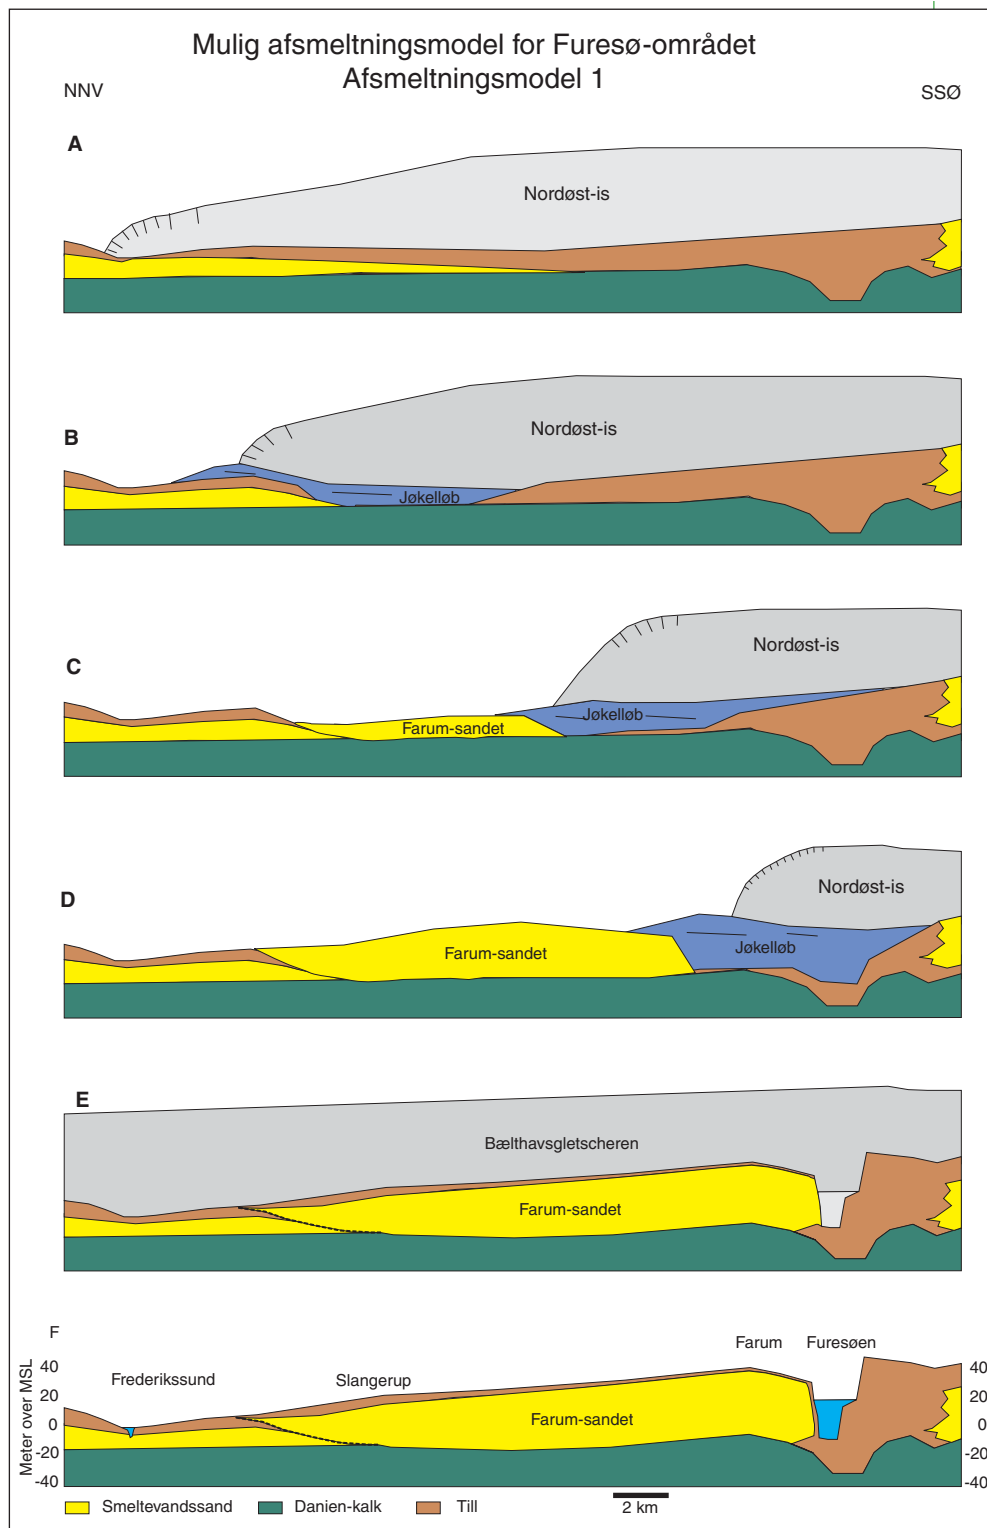 Mulig afsmeltningsmodel for Furesø-området
Afsmeltningsmodel 1
NNV
SSØ
A
Nordøst-is
B
Nordøst-is
Jøkelløb
C
Nordøst-is
Jøkelløb
Farum-sandet
D
Nordøst-is
Farum-sandet
Jøkelløb
E
Bælthavsgletscheren
Farum-sandet
F
Farum
Furesøen
Frederikssund
Slangerup
Meter over MSL
40
20
0
-20
-40
40
20
0
-20
-40
Farum-sandet
Smeltevandssand
Danien-kalk
Till
2 km